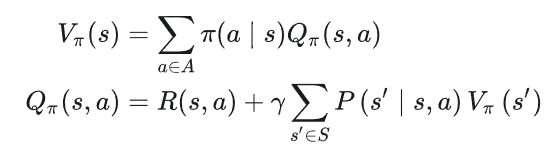 V_π(s) = ∑_{a∈A} π(a | s)Q_π(s, a)
Q_π(s, a) = R(s, a) + γ ∑_{s′∈S} P (s′ | s, a) V_π (s′)